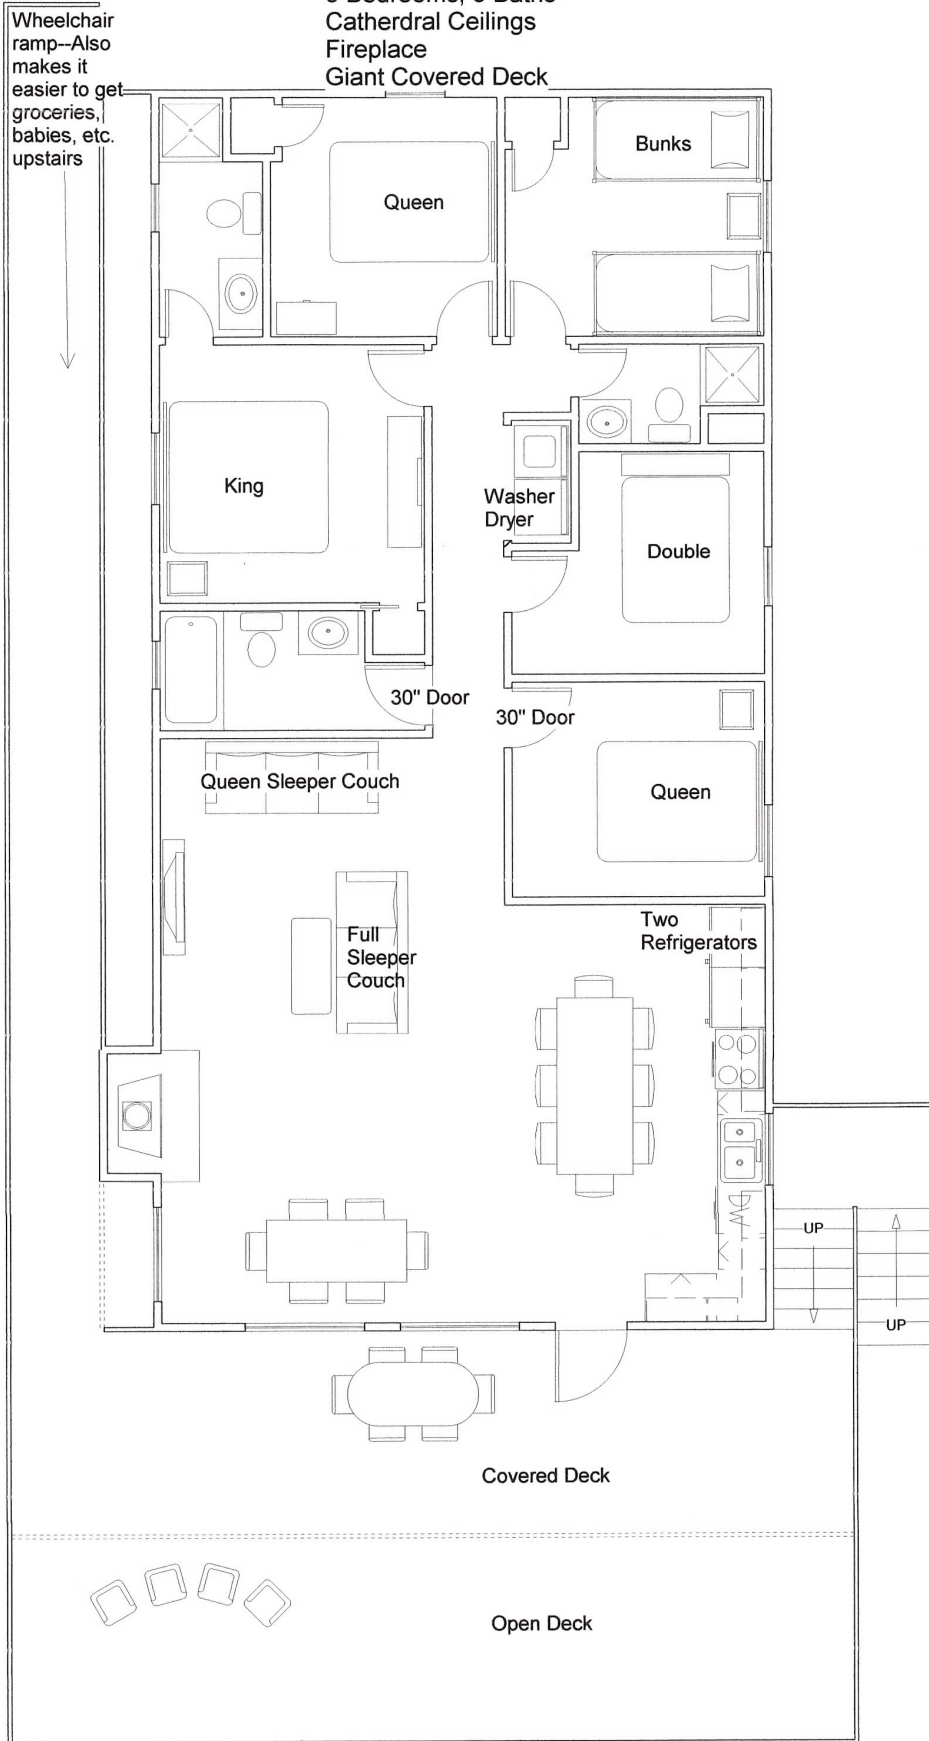 Bedrooms, Baths
Catherdral Ceilings
Fireplace
Giant Covered Deck
Wheelchair
ramp--Also
makes it
easier to get
groceries,
babies, etc.
upstairs
Queen
Bunks
King
Washer
Dryer
Double
30" Door
30" Door
Queen Sleeper Couch
Queen
Full
Sleeper
Couch
Two
Refrigerators
UP
UP
Covered Deck
Open Deck